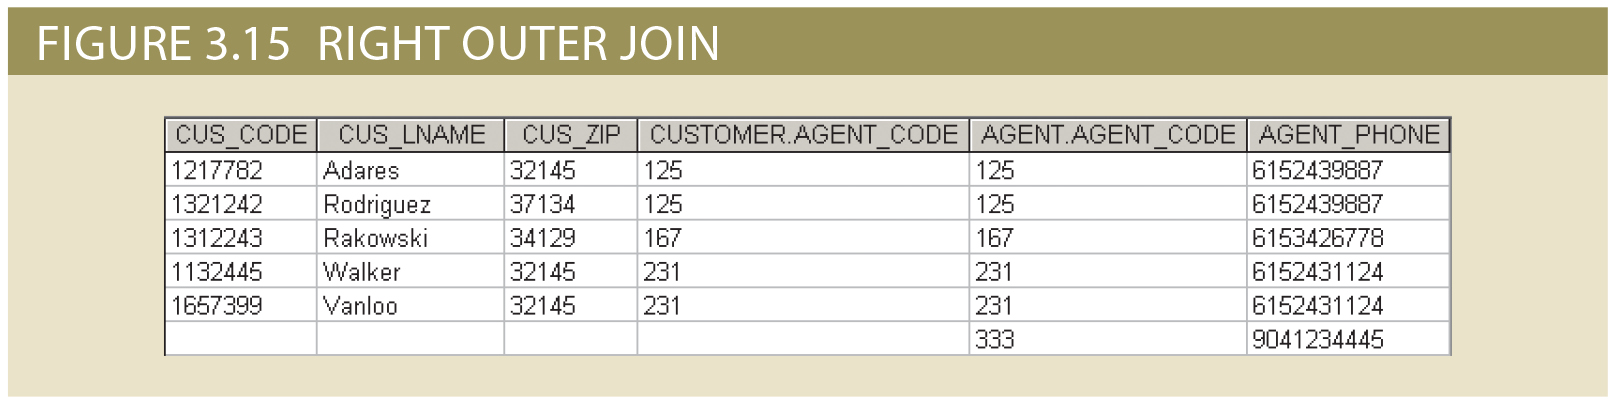 FIGURE 3.15 RIGHT OUTER JOIN
CUS_CODE CUS_LNAME CUS_ZIP CUSTOMER.AGENT_CODE AGENT.AGENT_CODE AGENT_PHONE
1217782 Adares 32145 125 125 6152439887
1321242 Rodriguez 37134 125 125 6152439887
1312243 Rakowski 34129 167 167 6153426778
1132445 Walker 32145 231 231 6152431124
1657399 Vanloo 32145 231 231 6152431124
333 9041234445